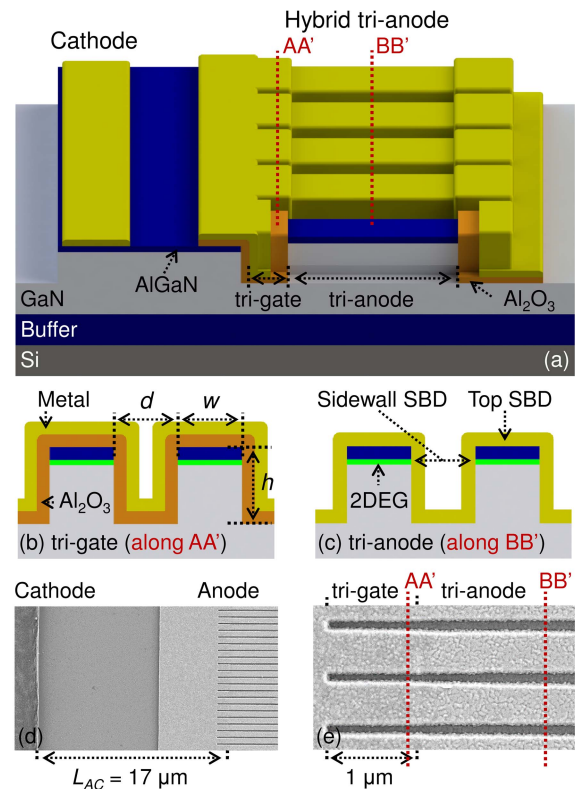 Hybrid tri-anode
Cathode
AA'
BB'
AlGaN
GaN
tri-gate
tri-anode
Al2O3
Buffer
Si
(a)
Metal
d
w
h
Al2O3
(b) tri-gate (along AA')
Sidewall SBD
Top SBD
2DEG
(c) tri-anode (along BB')
Cathode
Anode
(d)
LAC = 17 µm
tri-gate
AA'
tri-anode
BB'
(e)
1 µm